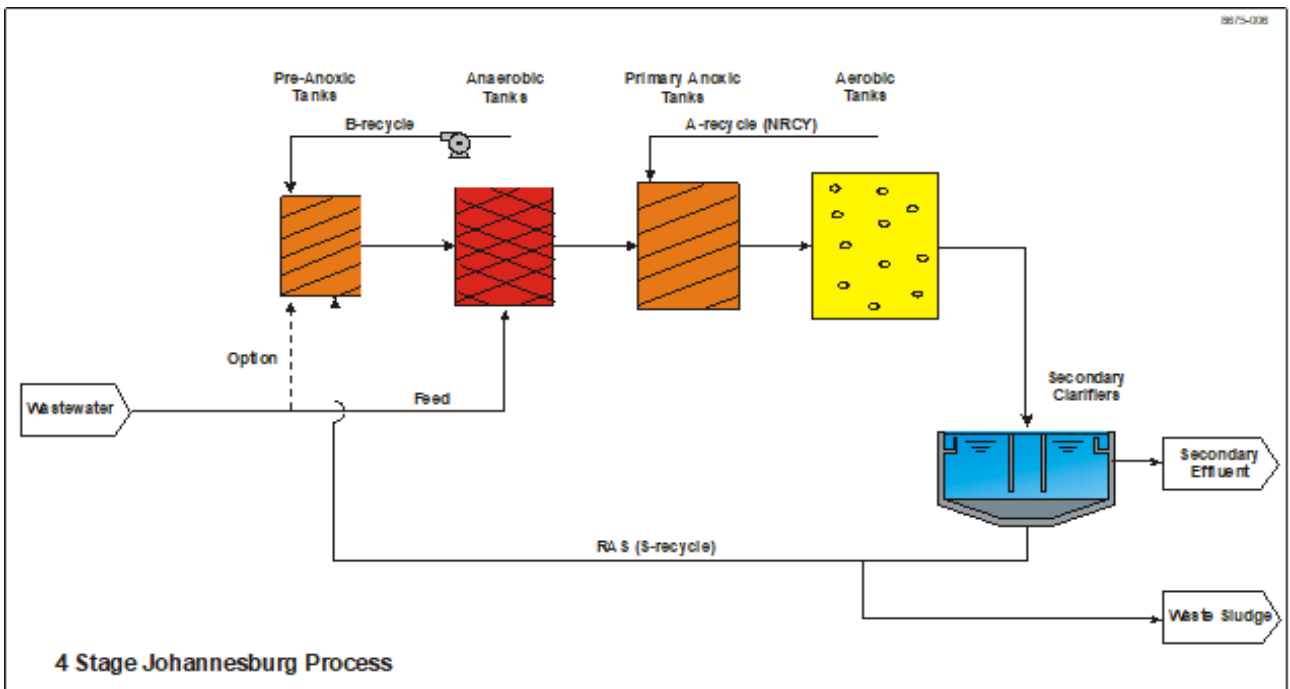 8675-006
Pre-Anoxic
Tanks
Anaerobic
Tanks
Primary Anoxic
Tanks
Aerobic
Tanks
B-recycle
A-recycle (NRCY)
Option
Feed
Wastewater
Secondary
Clarifiers
Secondary
Effluent
RAS (S-recycle)
Waste Sludge
4 Stage Johannesburg Process